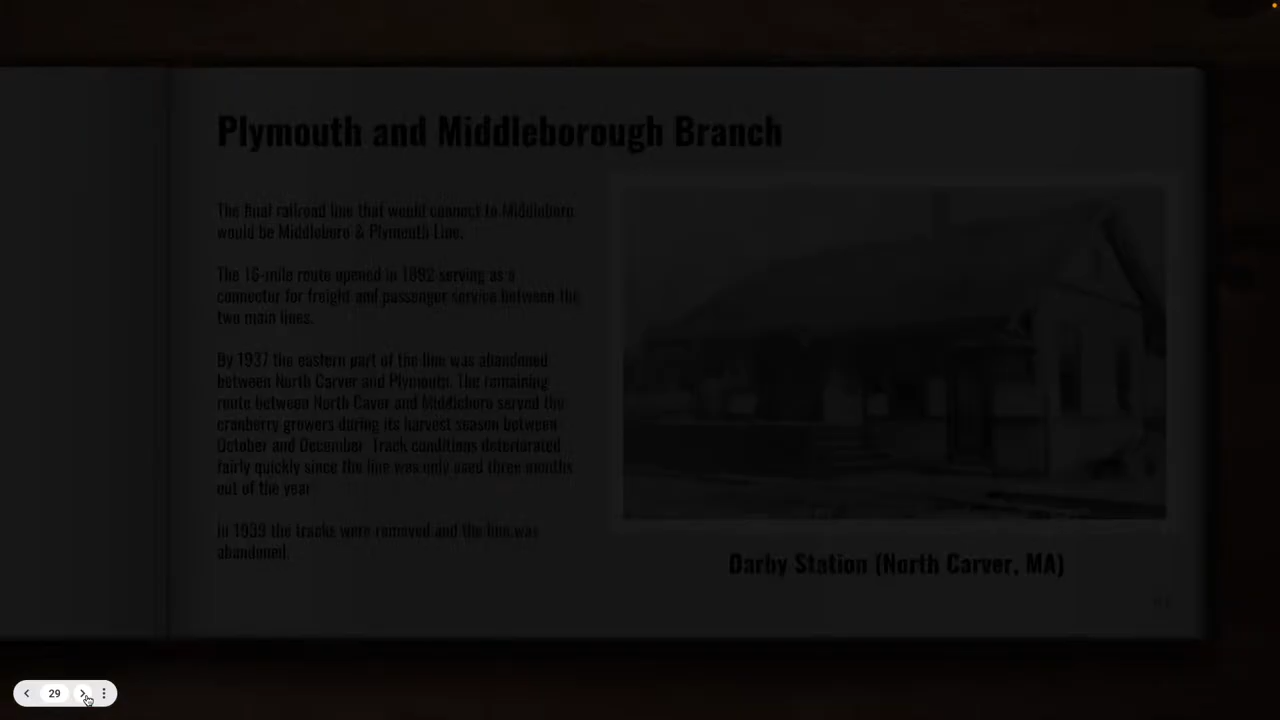 Plymouth and Middleborough Branch
The final railroad line that would connect to Middleboro
would be Middleboro & Plymouth Line.
The 16-mile route opened in 1892 serving as a
connector for freight and passenger service between the
two main lines.
By 1937 the eastern part of the line was abandoned
between North Carver and Plymouth. The remaining
route between North Caver and Middleboro served the
cranberry growers during its harvest season between
October and December. Track conditions deteriorated
fairly quickly since the line was only used three months
out of the year
In 1939 the tracks were removed and the line was
abandoned.
Darby Station (North Carver, MA)
29